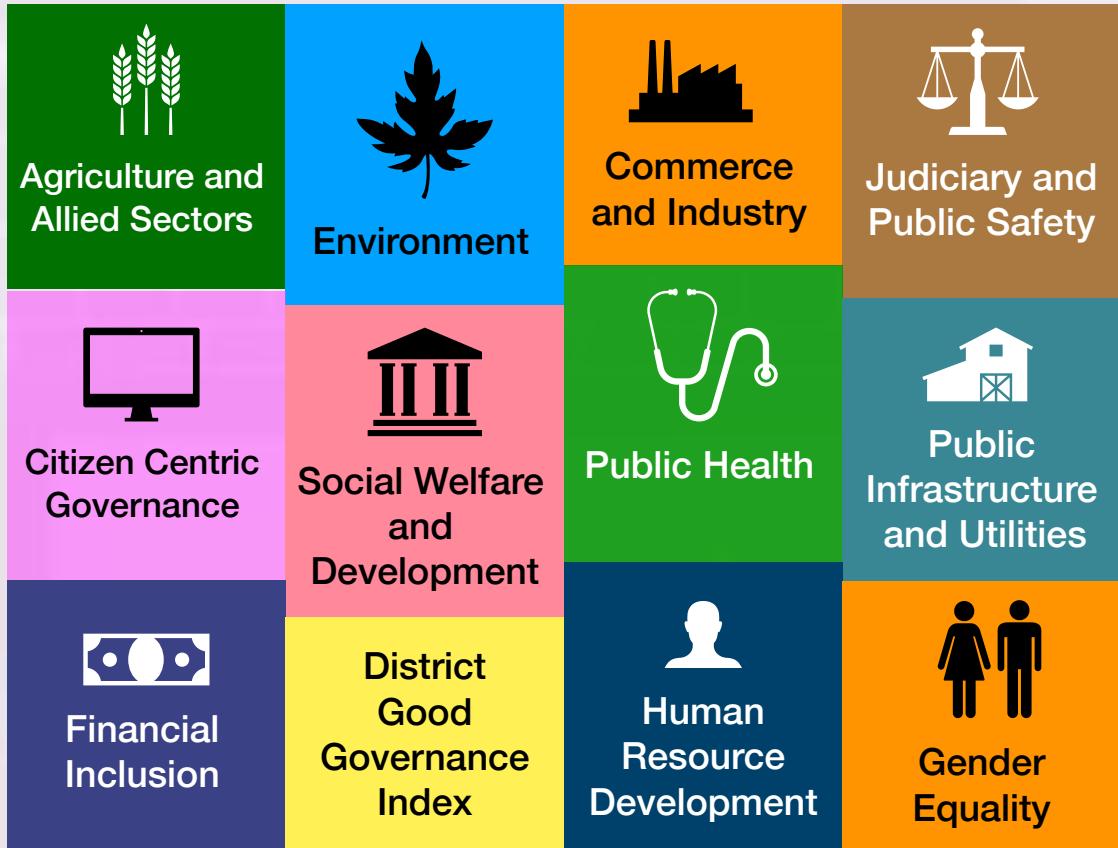 Agriculture and
Allied Sectors
Environment
Commerce
and Industry
Judiciary and
Public Safety
Citizen Centric
Governance
Social Welfare
and
Development
Public Health
Public
Infrastructure
and Utilities
Financial
Inclusion
District
Good
Governance
Index
Human
Resource
Development
Gender
Equality